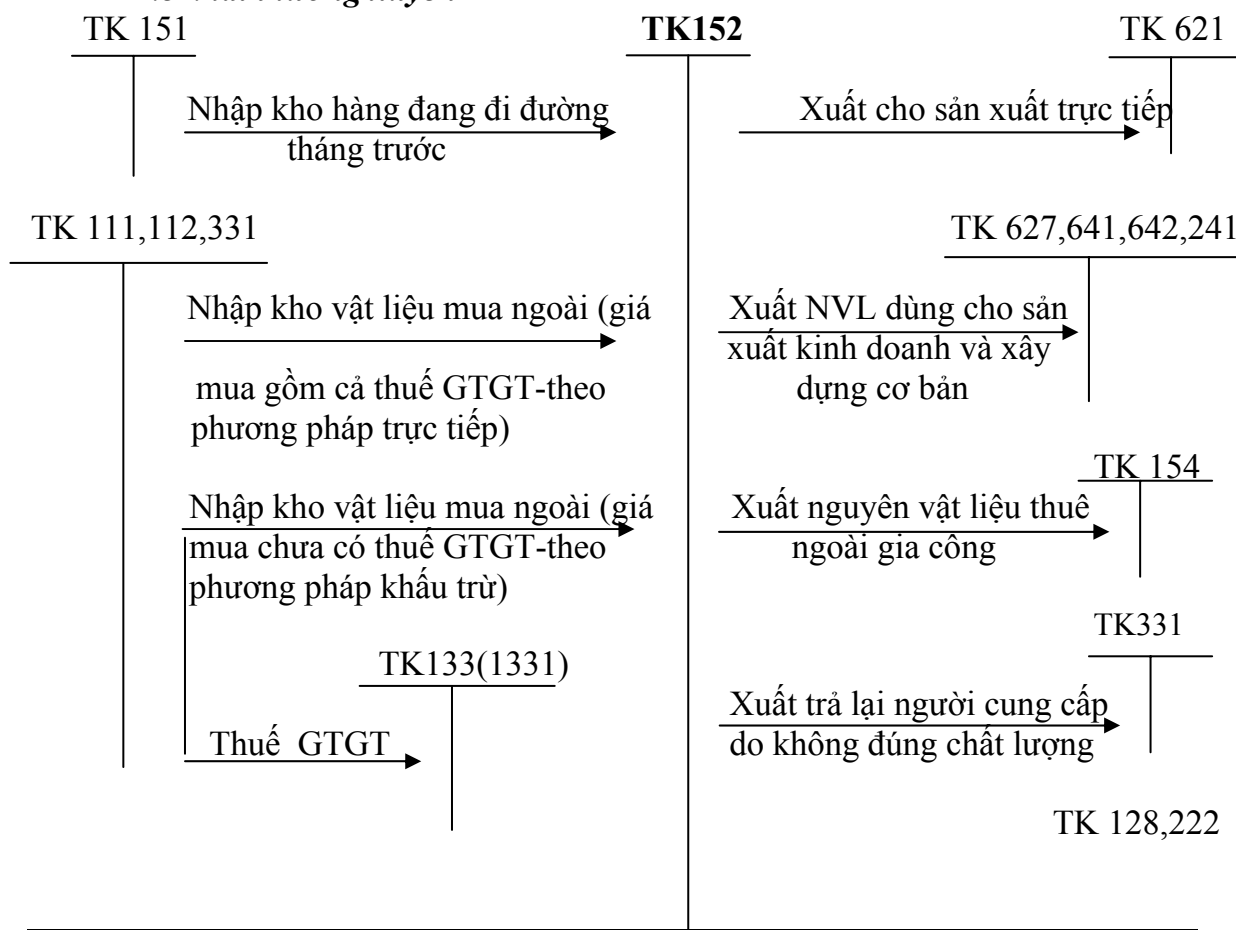 TK 151
TK152
TK 621
Nhập kho hàng đang đi đường
tháng trước
Xuất cho sản xuất trực tiếp
TK 111,112,331
TK 627,641,642,241
Nhập kho vật liệu mua ngoài (giá
mua gồm cả thuế GTGT-theo
phương pháp trực tiếp)
Xuất NVL dùng cho sản
xuất kinh doanh và xây
dựng cơ bản
TK 154
Nhập kho vật liệu mua ngoài (giá
mua chưa có thuế GTGT-theo
phương pháp khấu trừ)
Xuất nguyên vật liệu thuê
ngoài gia công
TK331
TK133(1331)
Xuất trả lại người cung cấp
do không đúng chất lượng
Thuế GTGT
TK 128,222